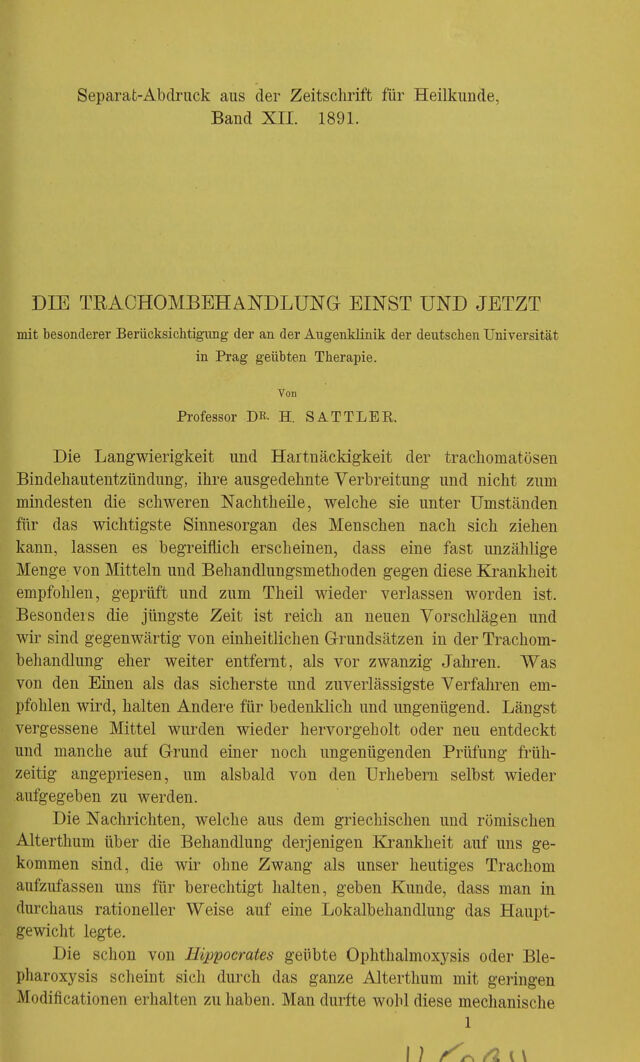 Separat-Abdruck aus der Zeitschrift für Heilkunde,
Band XII. 1891.
DIE TRACHOMBEHANDLUNG EINST UND JETZT
mit besonderer Berücksichtigung der an der Augenklinik der deutschen Universität
in Prag geübten Therapie.
Von
Professor DR. H. SATTLER.
Die Langwierigkeit und Hartnäckigkeit der trachomatösen
Bindehautentzündung, ihre ausgedehnte Verbreitung und nicht zum
mindesten die schweren Nachtheile, welche sie unter Umständen
für das wichtigste Sinnesorgan des Menschen nach sich ziehen
kann, lassen es begreiflich erscheinen, dass eine fast unzählige
Menge von Mitteln und Behandlungsmethoden gegen diese Krankheit
empfohlen, geprüft und zum Theil wieder verlassen worden ist.
Besonders die jüngste Zeit ist reich an neuen Vorschlägen und
wir sind gegenwärtig von einheitlichen Grundsätzen in der Trachom-
behandlung eher weiter entfernt, als vor zwanzig Jahren. Was
von den Einen als das sicherste und zuverlässigste Verfahren em-
pfohlen wird, halten Andere für bedenklich und ungenügend. Längst
vergessene Mittel wurden wieder hervorgeholt oder neu entdeckt
und manche auf Grund einer noch ungenügenden Prüfung früh-
zeitig angepriesen, um alsbald von den Urhebern selbst wieder
aufgegeben zu werden.
Die Nachrichten, welche aus dem griechischen und römischen
Alterthum über die Behandlung derjenigen Krankheit auf uns ge-
kommen sind, die wir ohne Zwang als unser heutiges Trachom
aufzufassen uns für berechtigt halten, geben Kunde, dass man in
durchaus rationeller Weise auf eine Lokalbehandlung das Haupt-
gewicht legte.
Die schon von Hippocrates geübte Ophthalmoxysis oder Ble-
pharoxysis scheint sich durch das ganze Alterthum mit geringen
Modificationen erhalten zu haben. Man durfte wohl diese mechanische
1